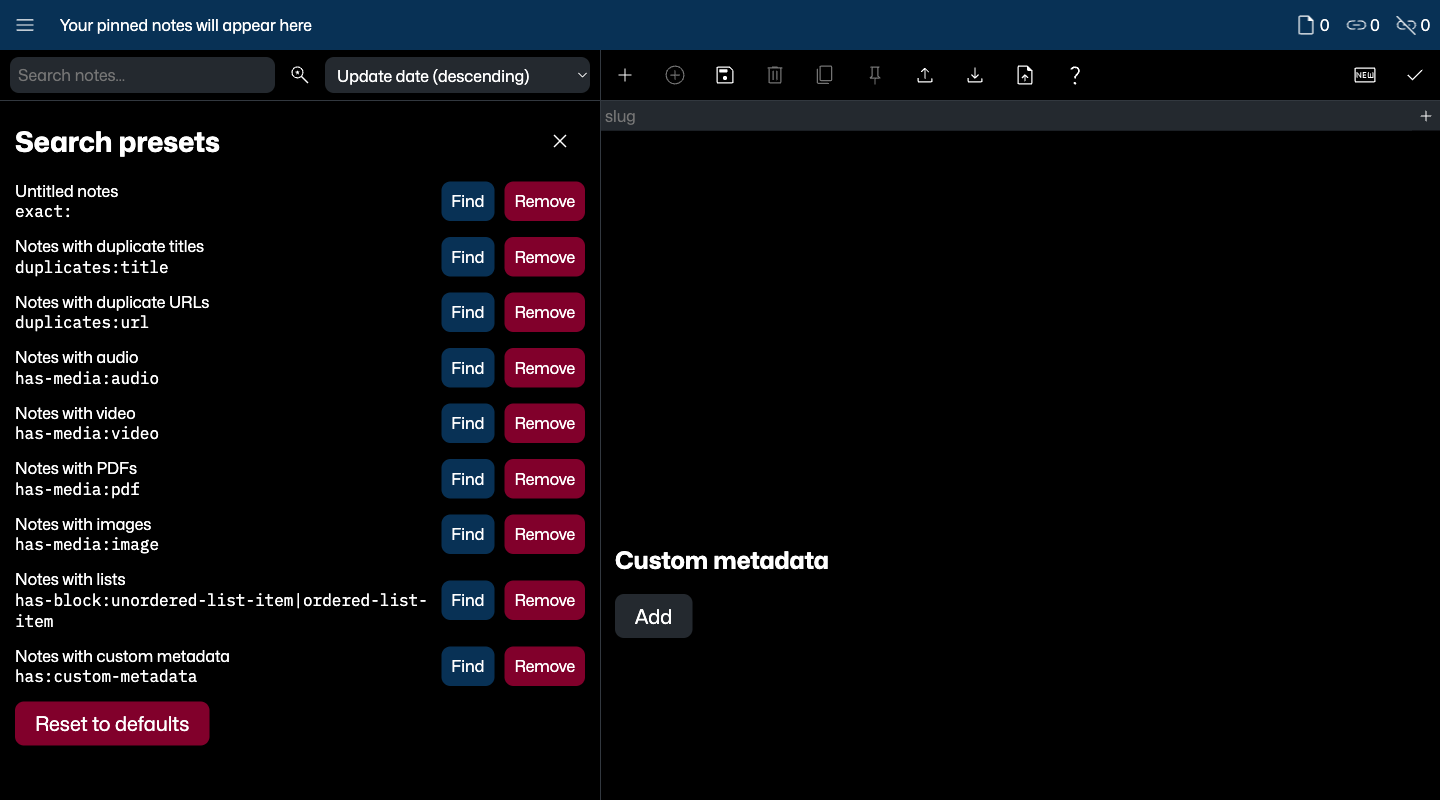 Your pinned notes will appear here
0
0
0
Search notes...
Update date (descending)
NEW
slug
Search presets
Untitled notes
exact:
Find
Remove
Notes with duplicate titles
duplicates:title
Find
Remove
Notes with duplicate URLs
duplicates:url
Find
Remove
Notes with audio
has-media:audio
Find
Remove
Notes with video
has-media:video
Find
Remove
Notes with PDFs
has-media:pdf
Find
Remove
Notes with images
has-media:image
Find
Remove
Notes with lists
has-block:unordered-list-item|ordered-list-
item
Find
Remove
Notes with custom metadata
has:custom-metadata
Find
Remove
Reset to defaults
Custom metadata
Add